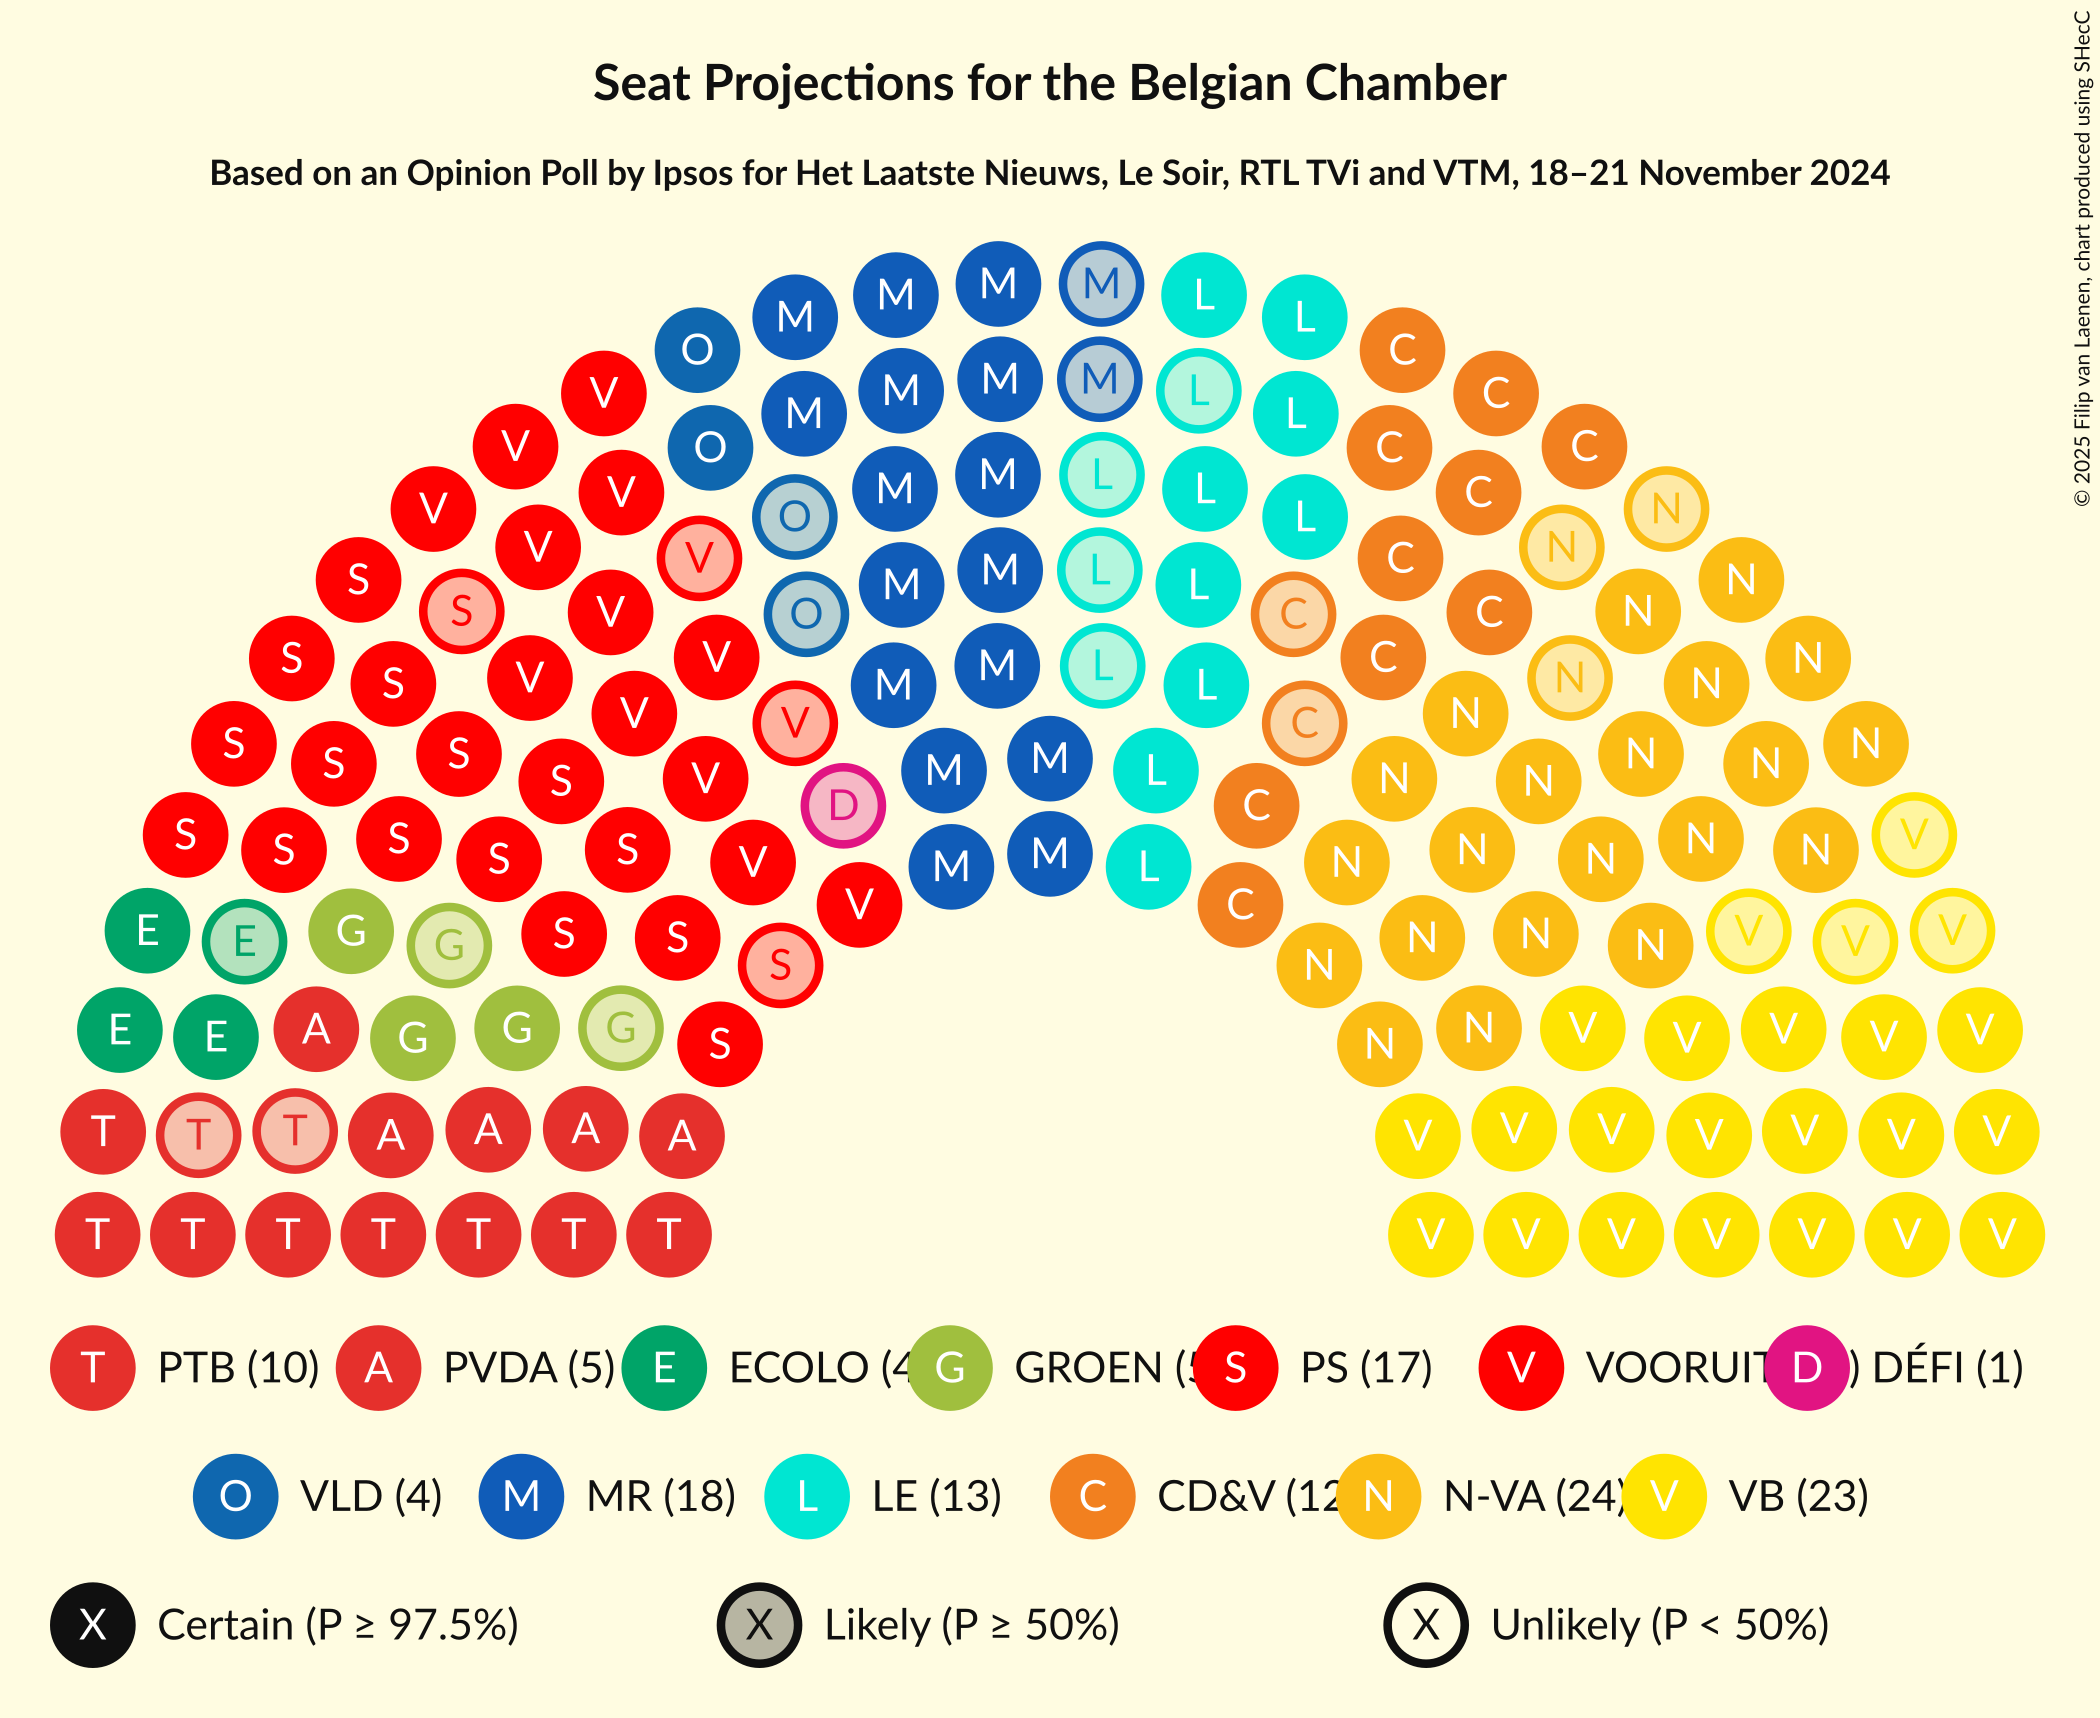 Seat Projections for the Belgian Chamber
Based on an Opinion Poll by Ipsos for Het Laatste Nieuws, Le Soir, RTL TVi and VTM, 18–21 November 2024
© 2025 Filip van Laenen, chart produced using SHecC
M M M M L L
O C
V M M M M L L C
V O C C
V V O M M L L L C N
S V V M M L L C N N
S V O C C N
S S V V M M L L C N N N
V V C N
S S S S V M M L N N N N N
D C
S S S S S V M M L N N N N N V
V C
E E G G S S S N N N N V V V
E E A G G G S N N V V V V V
T T T A A A A V V V V V V V
T T T T T T T V V V V V V V
T PTB (10) A PVDA (5) E ECOLO (4 G GROEN ( S PS (17) V VOORUIT D ) DÉFI (1)
O VLD (4) M MR (18) L LE (13) C CD&V (12 N N-VA (24) V VB (23)
X Certain (P ≥ 97.5%) X Likely (P ≥ 50%) X Unlikely (P < 50%)